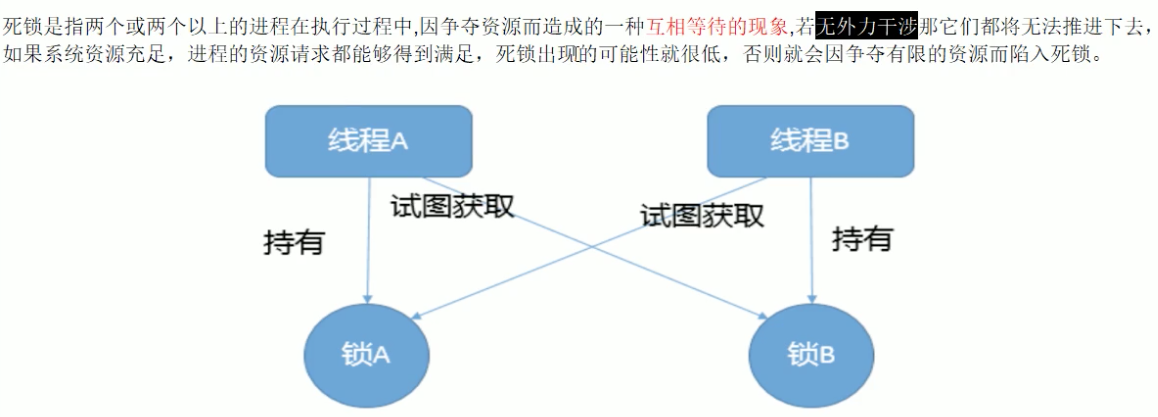 死锁是指两个或两个以上的进程在执行过程中,因争夺资源而造成的一种互相等待的现象,若无外力干涉那它们都将无法推进下去，
如果系统资源充足，进程的资源请求都能够得到满足，死锁出现的可能性就很低，否则就会因争夺有限的资源而陷入死锁。
线程A
线程B
试图获取
试图获取
持有
持有
锁A
锁B